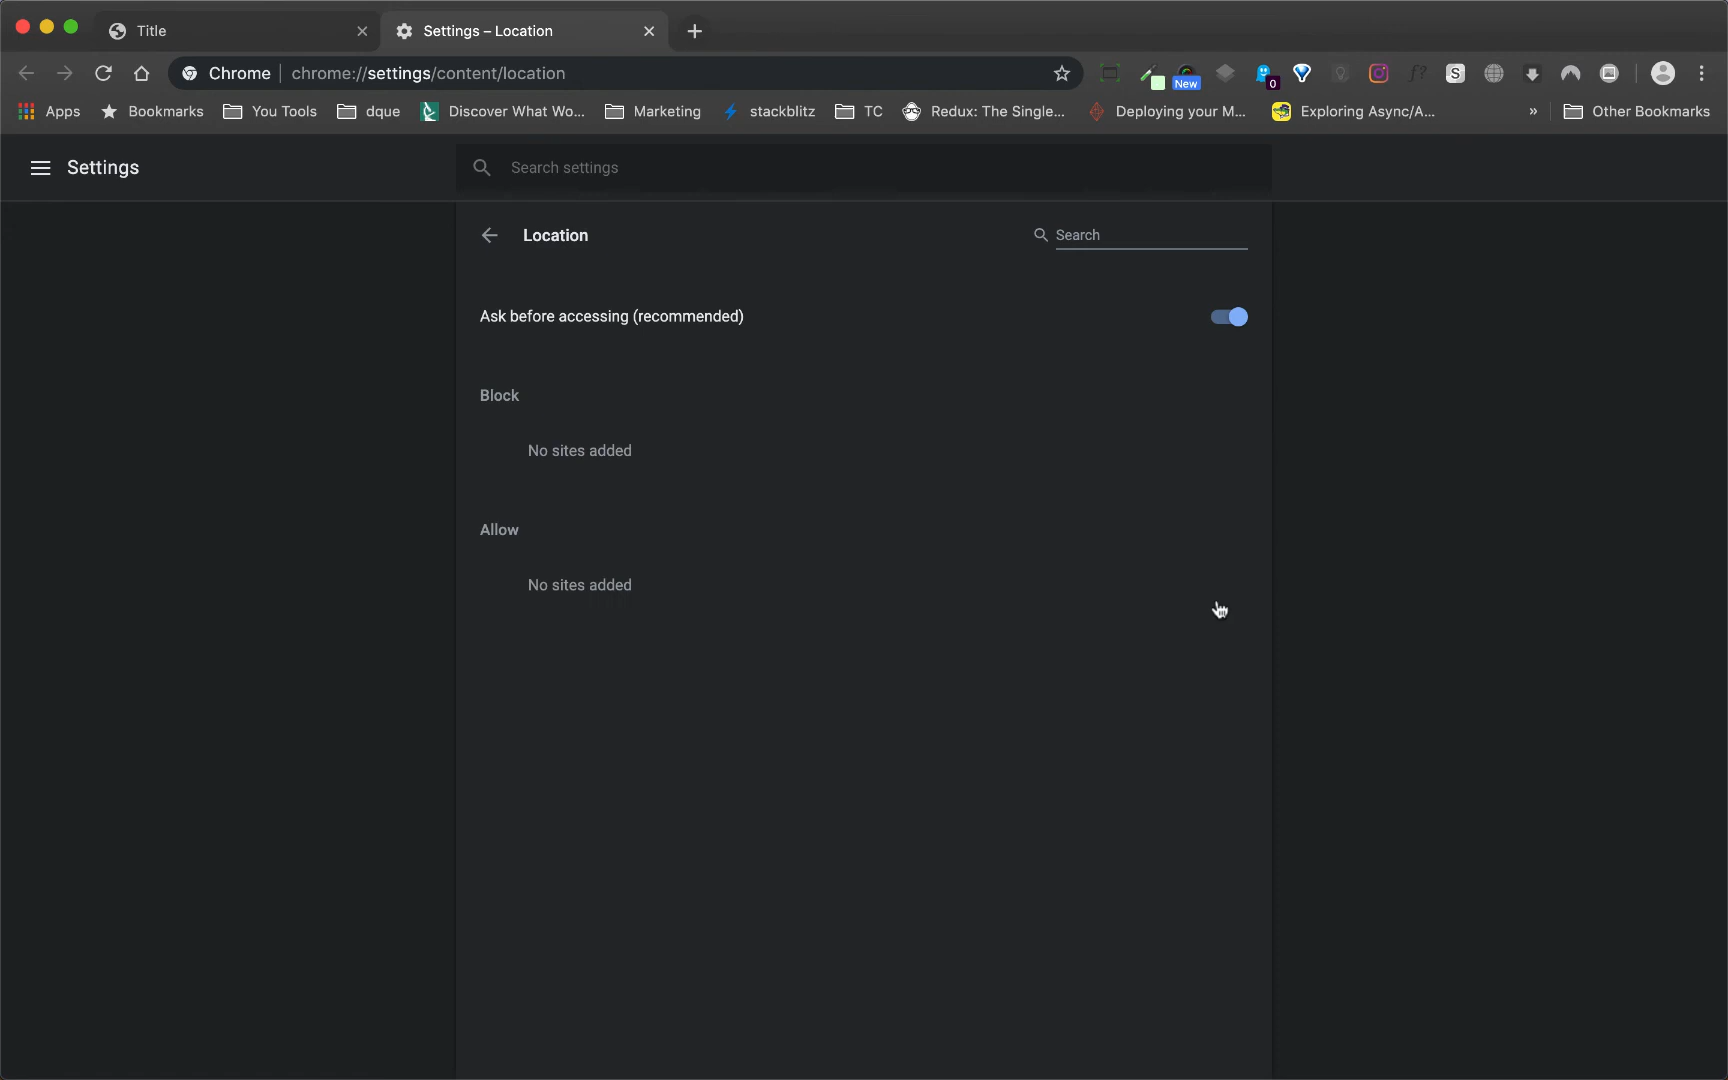 Title
Settings – Location
Chrome
chrome://settings/content/location
New
0
f?
S
Apps
Bookmarks
You Tools
dque
Discover What Wo...
Marketing
stackblitz
TC
Redux: The Single...
Deploying your M...
Exploring Async/A...
»
Other Bookmarks
Settings
Search settings
Location
Search
Ask before accessing (recommended)
Block
No sites added
Allow
No sites added